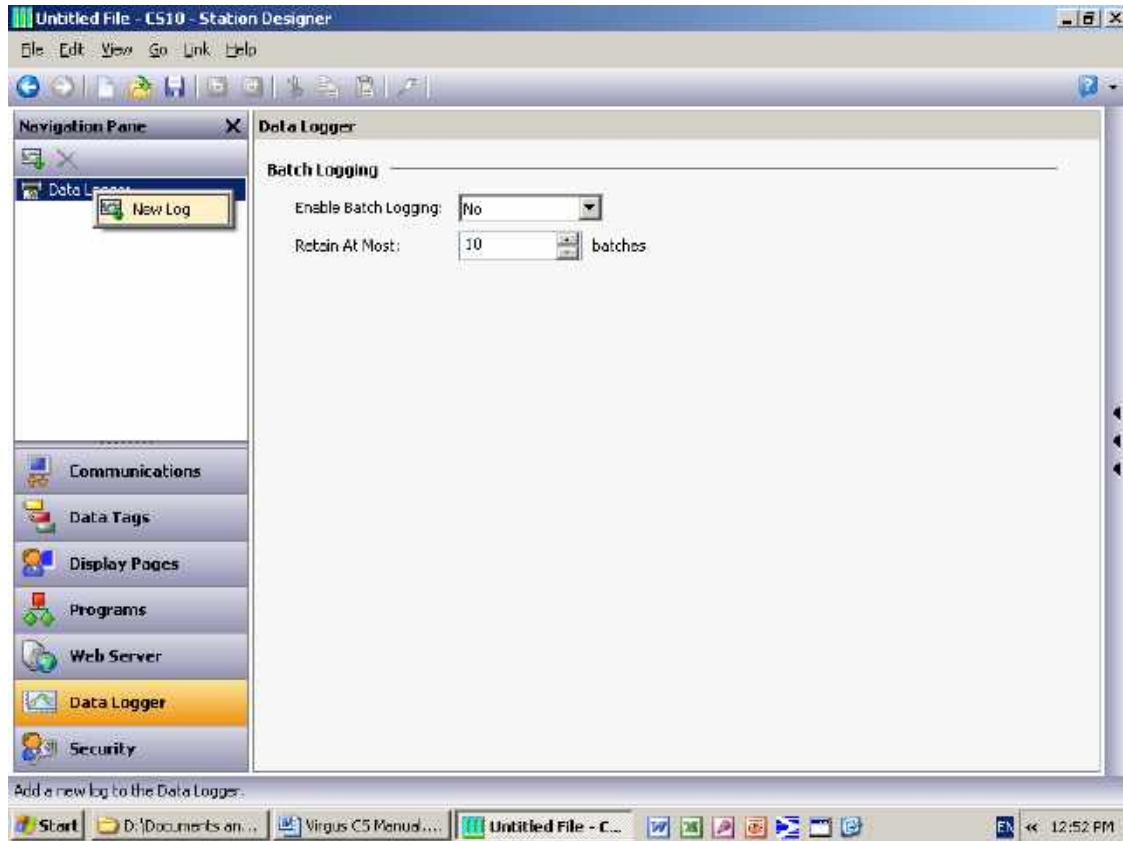 Untitled File - CS10 - Station Designer
File Edit View Go Link Help
Navigation Pane
Data Logger
New Log
Communications
Data Tags
Display Pages
Programs
Web Server
Data Logger
Security
Data Logger
Batch Logging
Enable Batch Logging: No
Retain At Most: 10 batches
Add a new log to the Data Logger.
Start D:\Documents an... Virgus CS Manual.... Untitled File - C... EN « 12:52 PM